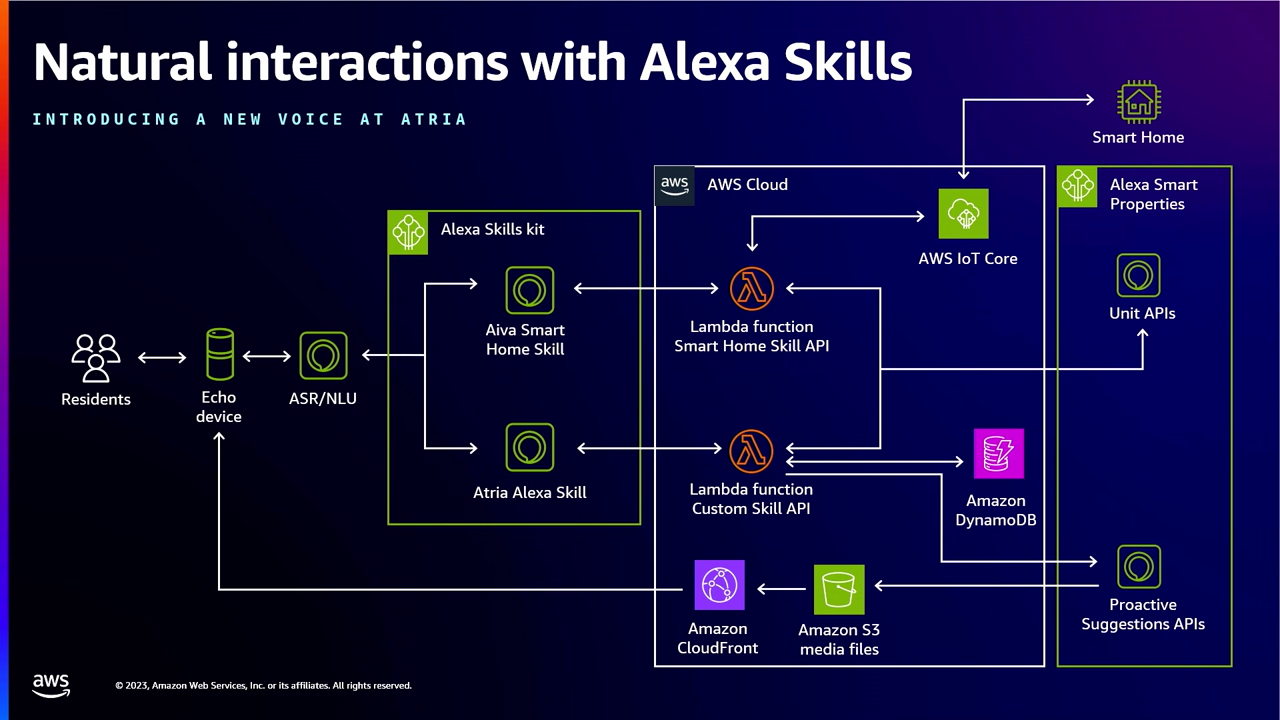 Natural interactions with Alexa Skills
INTRODUCING A NEW VOICE AT ATRIA
Smart Home
aws
AWS Cloud
Alexa Smart
Properties
Alexa Skills kit
AWS IoT Core
Aiva Smart
Home Skill
Lambda function
Smart Home Skill API
Unit APIs
Residents
Echo
device
ASR/NLU
Atria Alexa Skill
Lambda function
Custom Skill API
Amazon
DynamoDB
Amazon
CloudFront
Amazon S3
media files
Proactive
Suggestions APIs
aws
© 2023, Amazon Web Services, Inc. or its affiliates. All rights reserved.